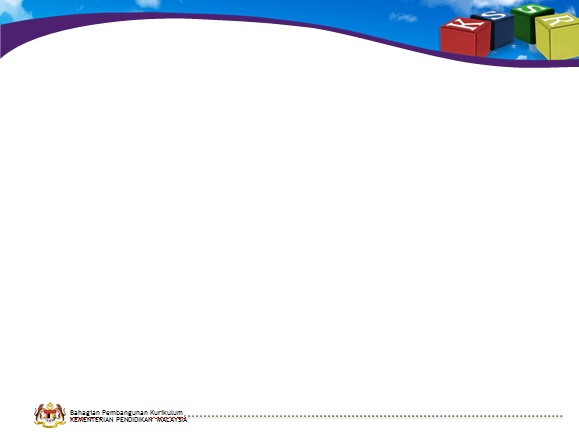 K S S R
Bahagian Pembangunan Kurikulum
KEMENTERIAN PENDIDIKAN MALAYSIA